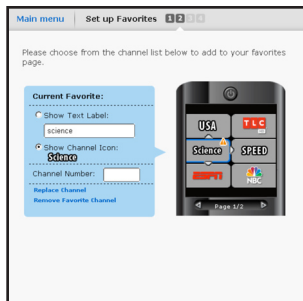 Main menu Set up Favorites 1 2 3 4
Please choose from the channel list below to add to your favorites
page.
Current Favorite:
Show Text Label:
science
Show Channel Icon:
Science
Channel Number:
Replace Channel
Remove Favorite Channel
USA TLC
Science SPEED
ESPN NBC
Page 1/2